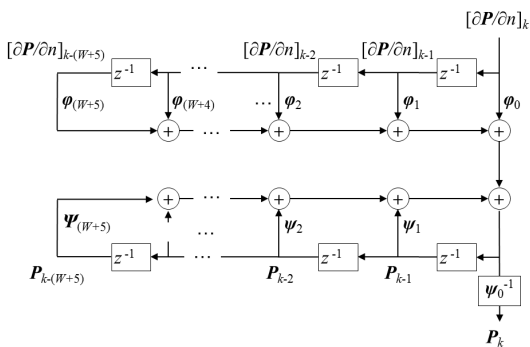 [∂P/∂n]k
[∂P/∂n]k-(W+5) [∂P/∂n]k-2 [∂P/∂n]k-1
z-1 ... z-1 z-1
φ(W+5) φ(W+4) ... φ2 φ1 φ0
+ ... + + +
+ ... + + +
Ψ(W+5) ... ψ2 ψ1
z-1 ... z-1 z-1
Pk-(W+5) Pk-2 Pk-1 ψ0-1
Pk